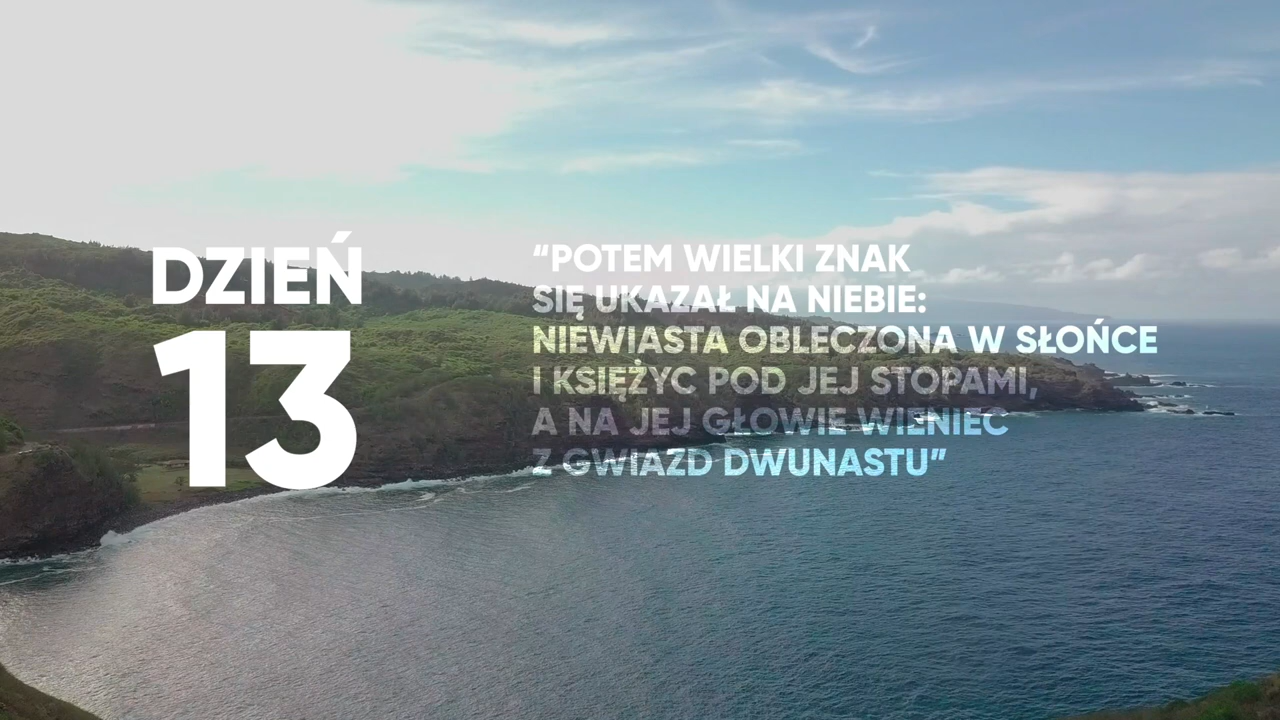 DZIEŃ
13
“POTEM WIELKI ZNAK
SIĘ UKAZAŁ NA NIEBIE:
NIEWIASTA OBLECZONA W SŁOŃCE
I KSIĘŻYC POD JEJ STOPAMI,
A NA JEJ GŁOWIE WIENIEC
Z GWIAZD DWUNASTU”